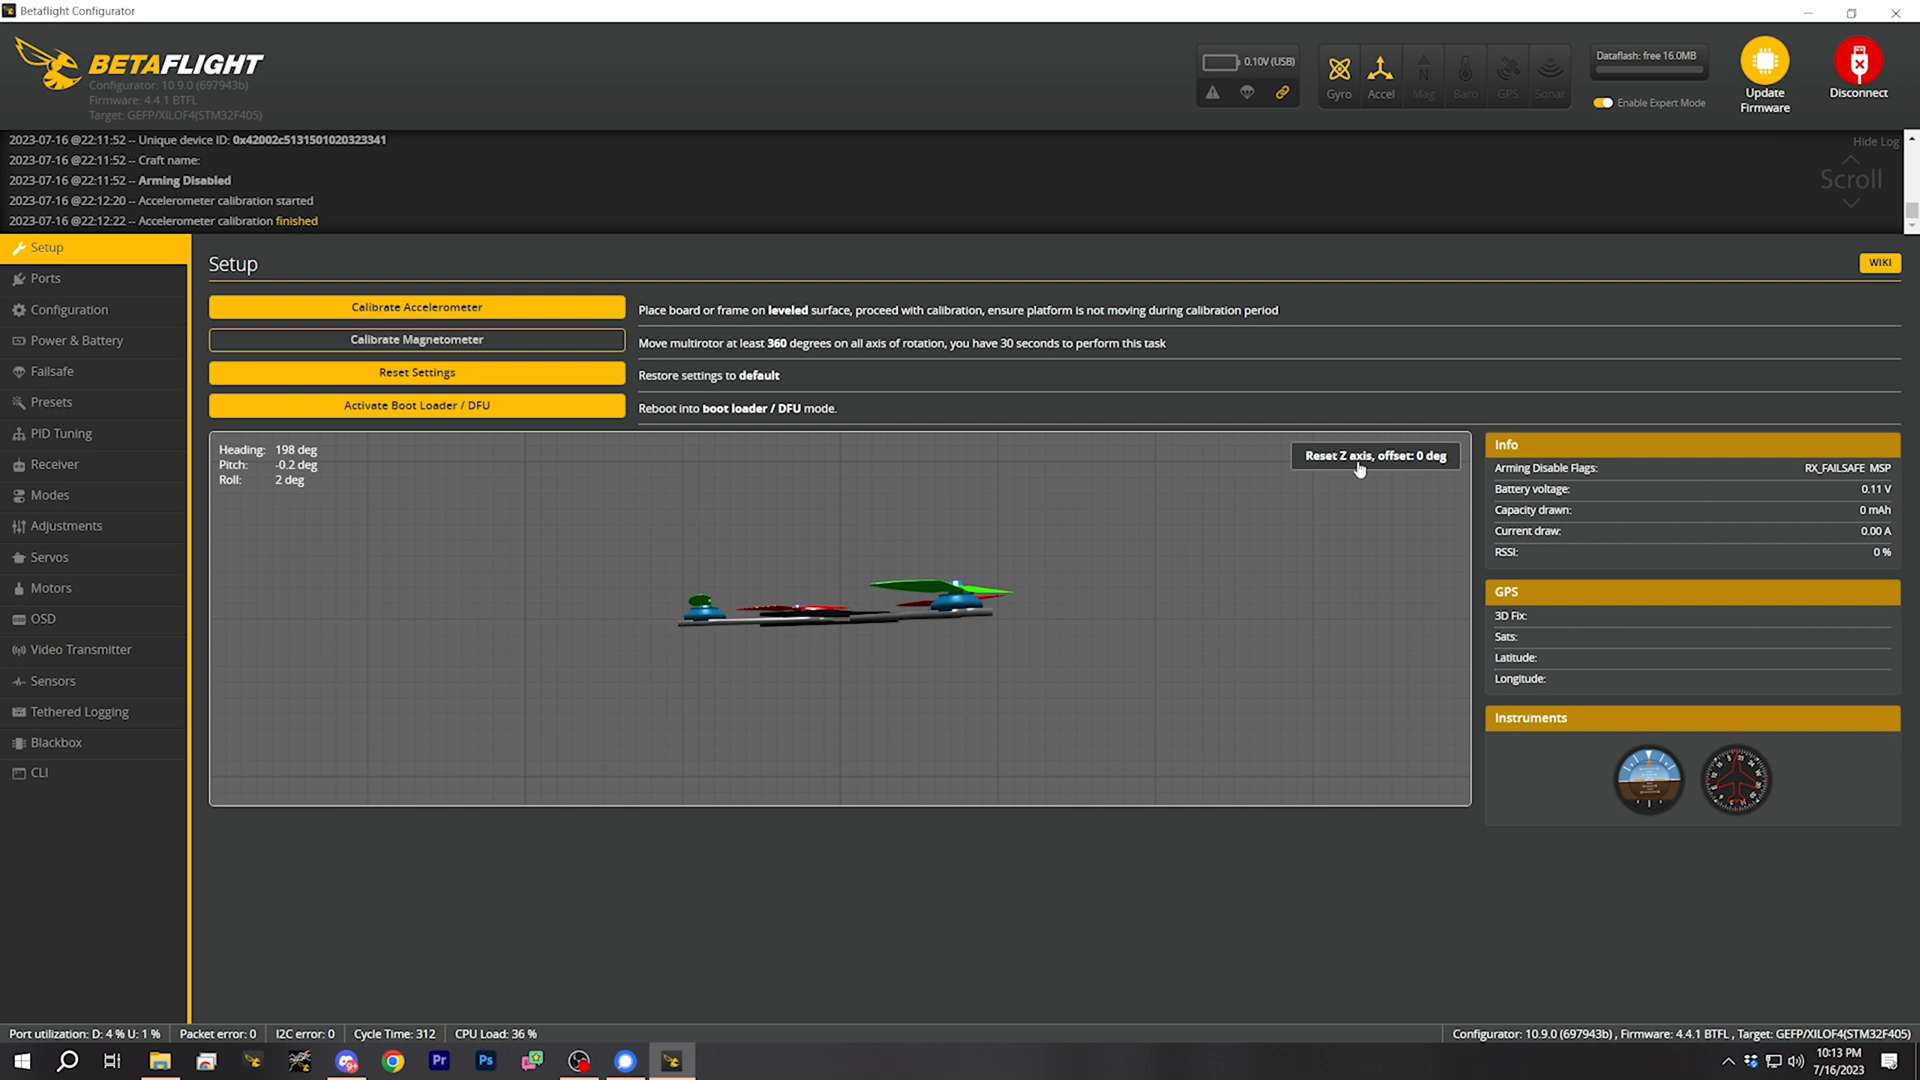 Betaflight Configurator
BETAFLIGHT
Configurator: 10.9.0 (697943b)
Firmware: 4.4.1 BTFL
Target: GEFP/XILOF4(STM32F405)
0.10V (USB)
Gyro
Accel
Mag
Baro
GPS
Sonar
Dataflash: free 16.0MB
Enable Expert Mode
Update
Firmware
Disconnect
2023-07-16 @22:11:52 -- Unique device ID: 0x42002c5131501020323341
2023-07-16 @22:11:52 -- Craft name:
2023-07-16 @22:11:52 -- Arming Disabled
2023-07-16 @22:12:20 -- Accelerometer calibration started
2023-07-16 @22:12:22 -- Accelerometer calibration finished
Hide Log
Scroll
Setup
Ports
Configuration
Power & Battery
Failsafe
Presets
PID Tuning
Receiver
Modes
Adjustments
Servos
Motors
OSD
Video Transmitter
Sensors
Tethered Logging
Blackbox
CLI
Setup
WIKI
Calibrate Accelerometer
Place board or frame on leveled surface, proceed with calibration, ensure platform is not moving during calibration period
Calibrate Magnetometer
Move multirotor at least 360 degrees on all axis of rotation, you have 30 seconds to perform this task
Reset Settings
Restore settings to default
Activate Boot Loader / DFU
Reboot into boot loader / DFU mode.
Heading: 198 deg
Pitch: -0.2 deg
Roll: 2 deg
Reset Z axis, offset: 0 deg
Info
Arming Disable Flags: RX_FAILSAFE MSP
Battery voltage: 0.11 V
Capacity drawn: 0 mAh
Current draw: 0.00 A
RSSI: 0 %
GPS
3D Fix:
Sats:
Latitude:
Longitude:
Instruments
Port utilization: D: 4 % U: 1 %
Packet error: 0
I2C error: 0
Cycle Time: 312
CPU Load: 36 %
Configurator: 10.9.0 (697943b) , Firmware: 4.4.1 BTFL , Target: GEFP/XILOF4(STM32F405)
9+
Pr
Ps
10:13 PM
7/16/2023